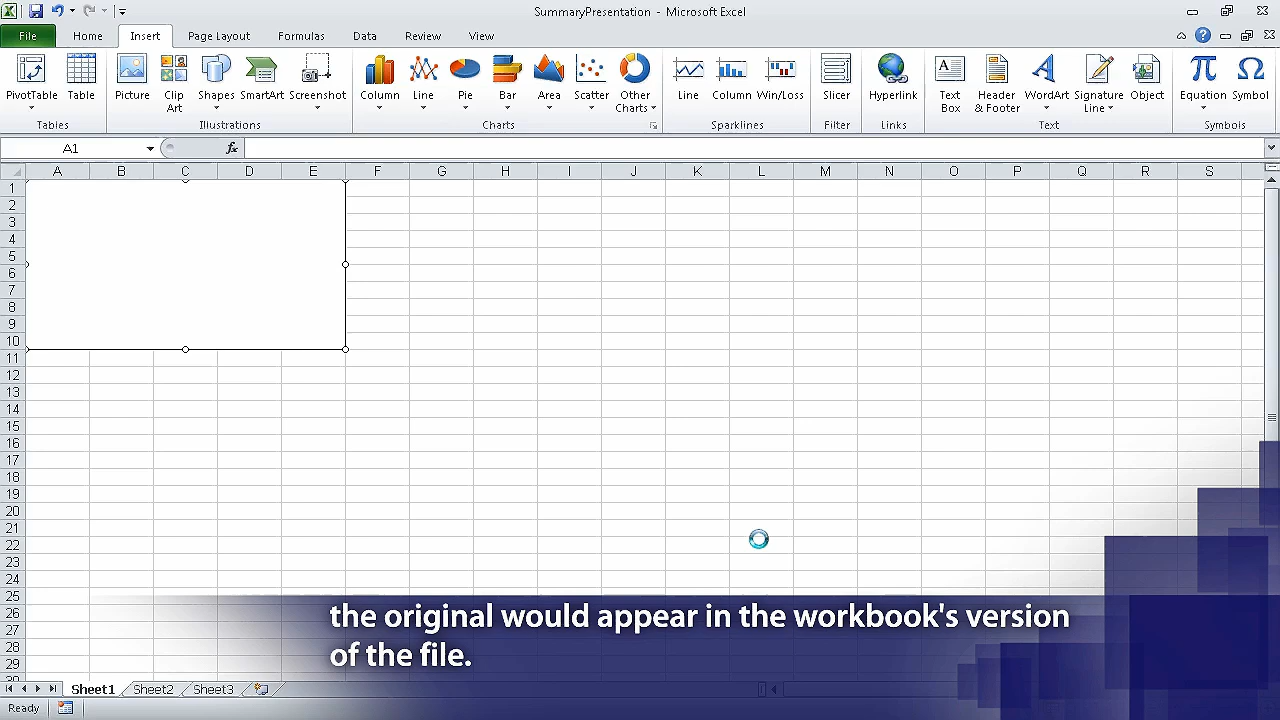 SummaryPresentation - Microsoft Excel
File Home Insert Page Layout Formulas Data Review View
PivotTable Table Picture Clip Art Shapes SmartArt Screenshot Column Line Pie Bar Area Scatter Other Charts Line Column Win/Loss Slicer Hyperlink Text Box Header & Footer WordArt Signature Line Object Equation Symbol
Tables Illustrations Charts Sparklines Filter Links Text Symbols
A1 fx
A B C D E F G H I J K L M N O P Q R S
1
2
3
4
5
6
7
8
9
10
11
12
13
14
15
16
17
18
19
20
21
22
23
24
25
26
27
28
29
the original would appear in the workbook's version
of the file.
Sheet1 Sheet2 Sheet3
Ready